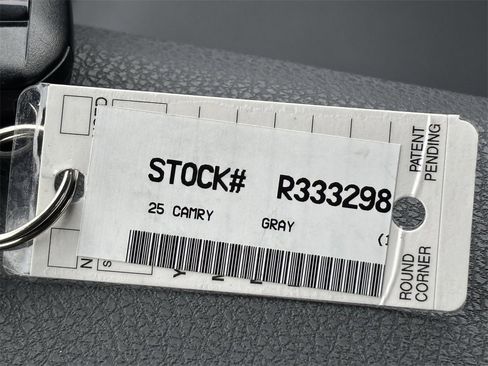 STOCK# R333298
25 CAMRY GRAY
PATENT
PENDING
ROUND
CORNER